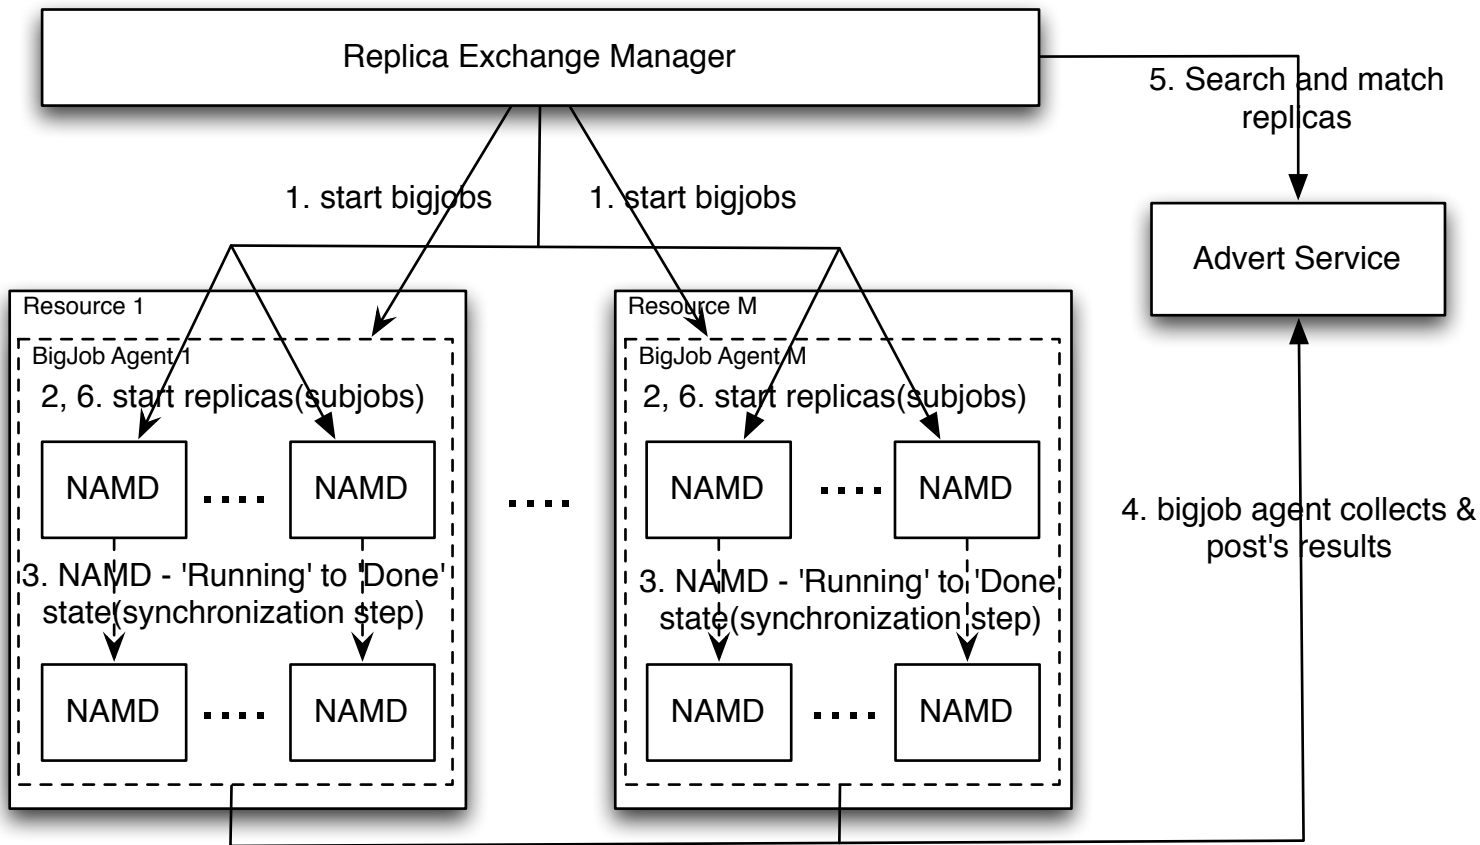 Replica Exchange Manager
5. Search and match
replicas
1. start bigjobs
1. start bigjobs
Advert Service
Resource 1
BigJob Agent 1
2, 6. start replicas(subjobs)
NAMD
NAMD
3. NAMD - 'Running' to 'Done'
state(synchronization step)
NAMD
NAMD
Resource M
BigJob Agent M
2, 6. start replicas(subjobs)
NAMD
NAMD
3. NAMD - 'Running' to 'Done'
state(synchronization step)
NAMD
NAMD
4. bigjob agent collects &
post's results